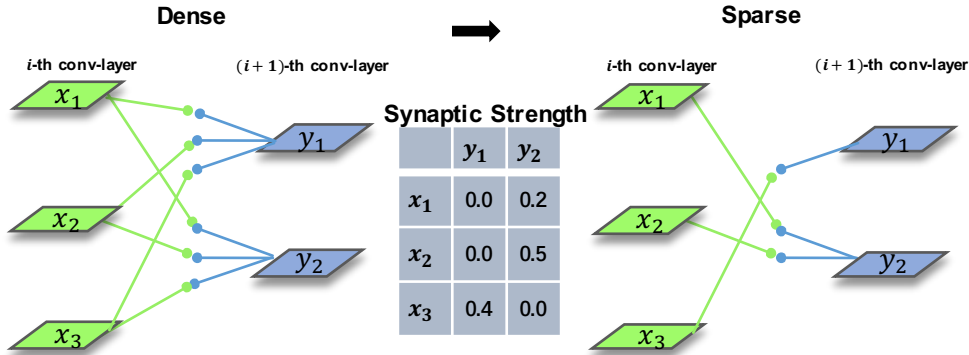 Dense
Sparse
i-th conv-layer
(i + 1)-th conv-layer
i-th conv-layer
(i + 1)-th conv-layer
x₁
x₂
x₃
y₁
y₂
Synaptic Strength
y₁ y₂
x₁ 0.0 0.2
x₂ 0.0 0.5
x₃ 0.4 0.0
x₁
x₂
x₃
y₁
y₂